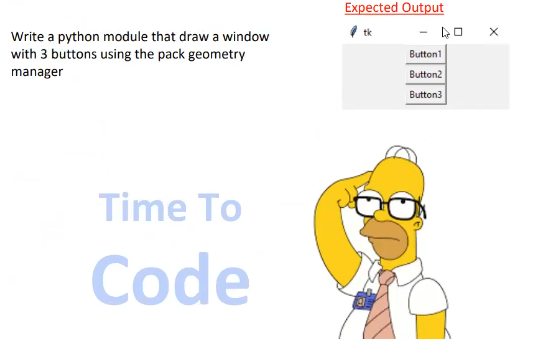 Expected Output
Write a python module that draw a window
with 3 buttons using the pack geometry
manager
tk
Button1
Button2
Button3
Time To
Code